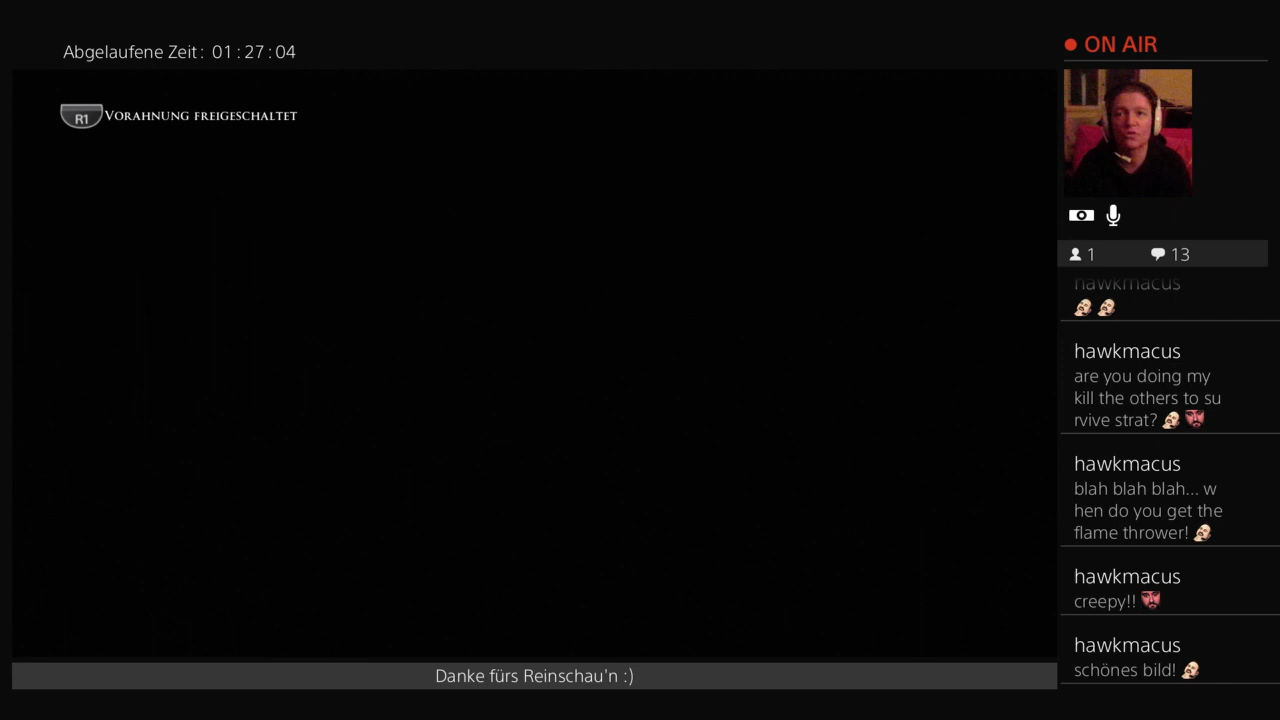 Abgelaufene Zeit: 01:27:04
ON AIR
R1 VORAHNUNG FREIGESCHALTET
1 13
hawkmacus
hawkmacus
are you doing my
kill the others to su
rvive strat?
hawkmacus
blah blah blah... w
hen do you get the
flame thrower!
hawkmacus
creepy!!
hawkmacus
schönes bild!
Danke fürs Reinschau'n :)